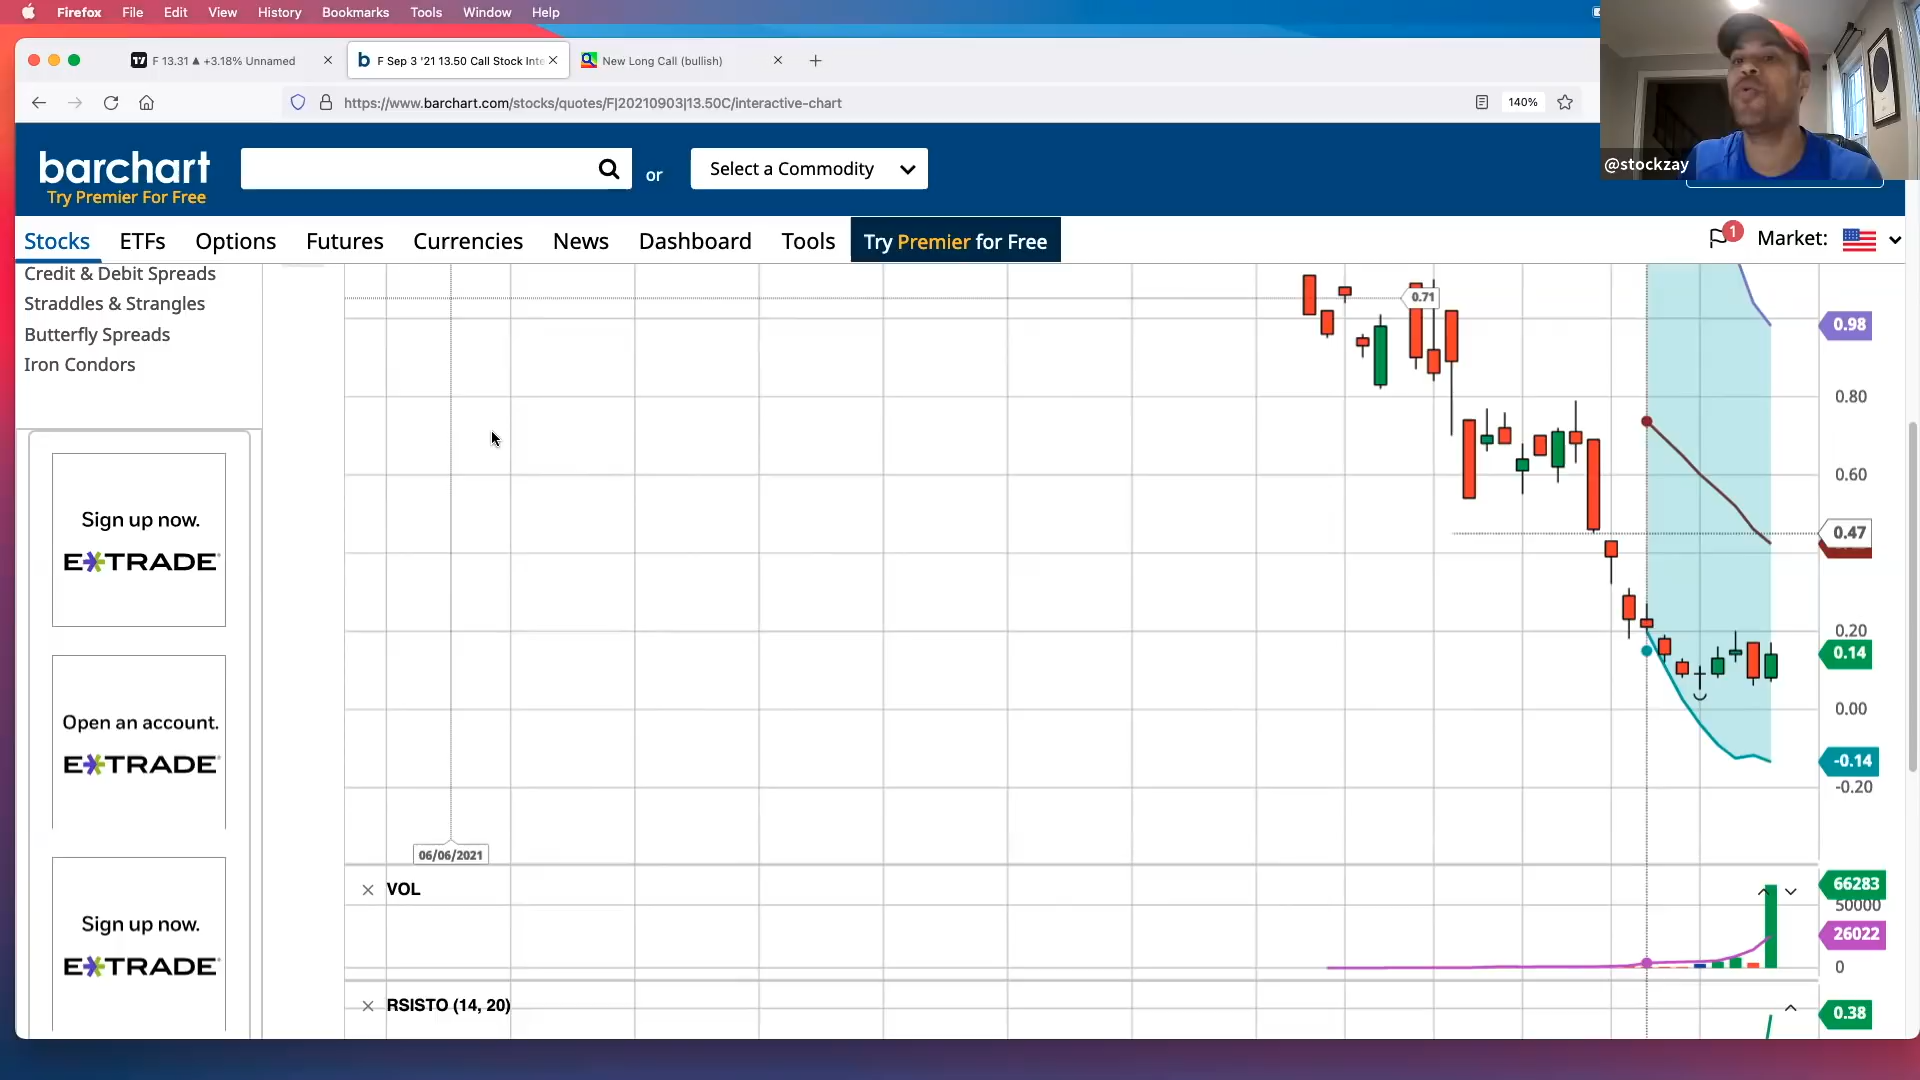 Firefox File Edit View History Bookmarks Tools Window Help
F 13.31 ▲ +3.18% Unnamed
F Sep 3 '21 13.50 Call Stock Inte
New Long Call (bullish)
https://www.barchart.com/stocks/quotes/F|20210903|13.50C/interactive-chart
140%
@stockzay
barchart
Try Premier For Free
or
Select a Commodity
Stocks ETFs Options Futures Currencies News Dashboard Tools Try Premier for Free
1
Market:
Credit & Debit Spreads
Straddles & Strangles
Butterfly Spreads
Iron Condors
Sign up now.
E*TRADE
Open an account.
E*TRADE
Sign up now.
E*TRADE
0.71
0.98
0.80
0.60
0.47
0.20
0.14
0.00
-0.14
-0.20
06/06/2021
VOL
66283
50000
26022
0
RSISTO (14, 20)
0.38